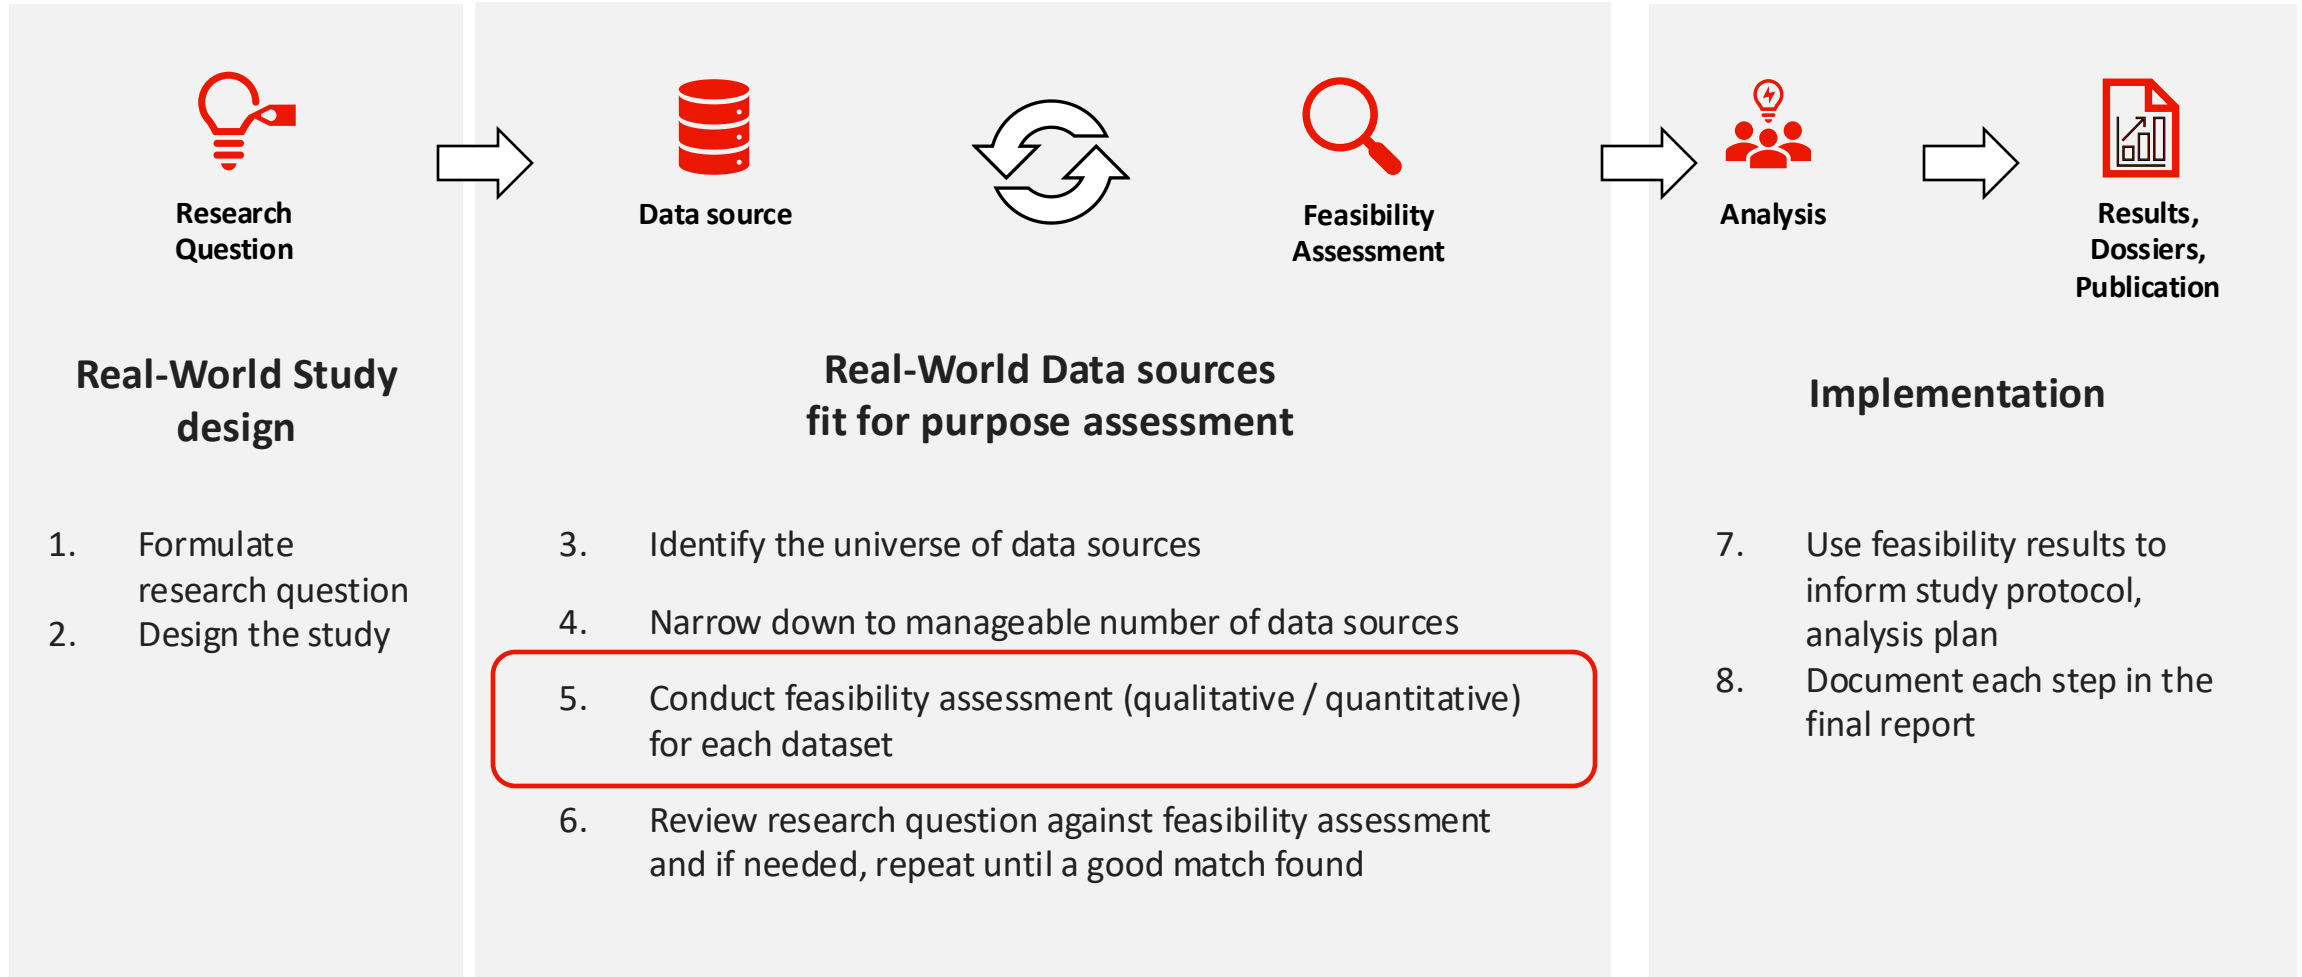 Research
Question
Data source
Feasibility
Assessment
Analysis
Results,
Dossiers,
Publication
Real-World Study
design
1. Formulate
research question
2. Design the study
Real-World Data sources
fit for purpose assessment
3. Identify the universe of data sources
4. Narrow down to manageable number of data sources
5. Conduct feasibility assessment (qualitative / quantitative)
for each dataset
6. Review research question against feasibility assessment
and if needed, repeat until a good match found
Implementation
7. Use feasibility results to
inform study protocol,
analysis plan
8. Document each step in the
final report